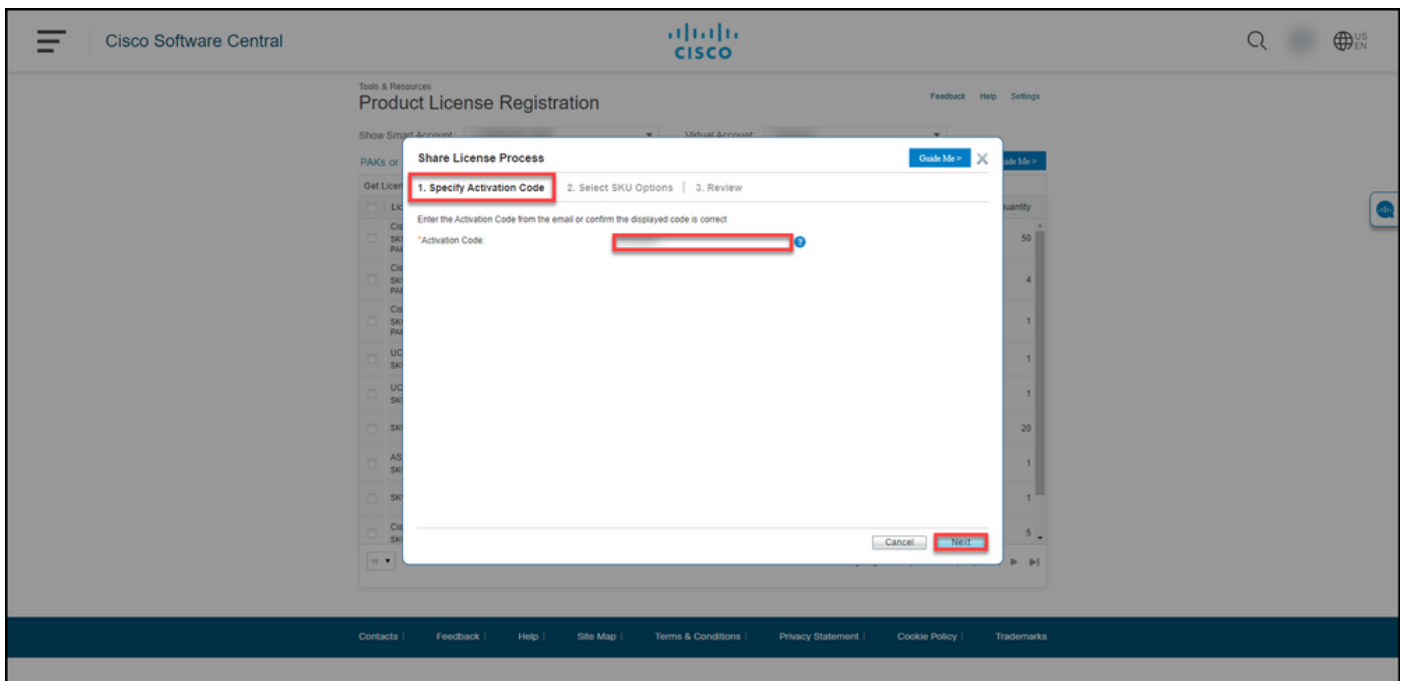 Cisco Software Central
CISCO
US
EN
Tools & Resources
Product License Registration
Feedback Help Settings
Show Smart Account: Virtual Account:
PAKs or
Share License Process
Guide Me >
Get Licen
1. Specify Activation Code 2. Select SKU Options | 3. Review
Enter the Activation Code from the email or confirm the displayed code is correct
*Activation Code:
?
50
4
1
1
1
20
1
1
5
Cancel Next
10
Contacts | Feedback | Help | Site Map | Terms & Conditions | Privacy Statement | Cookie Policy | Trademarks